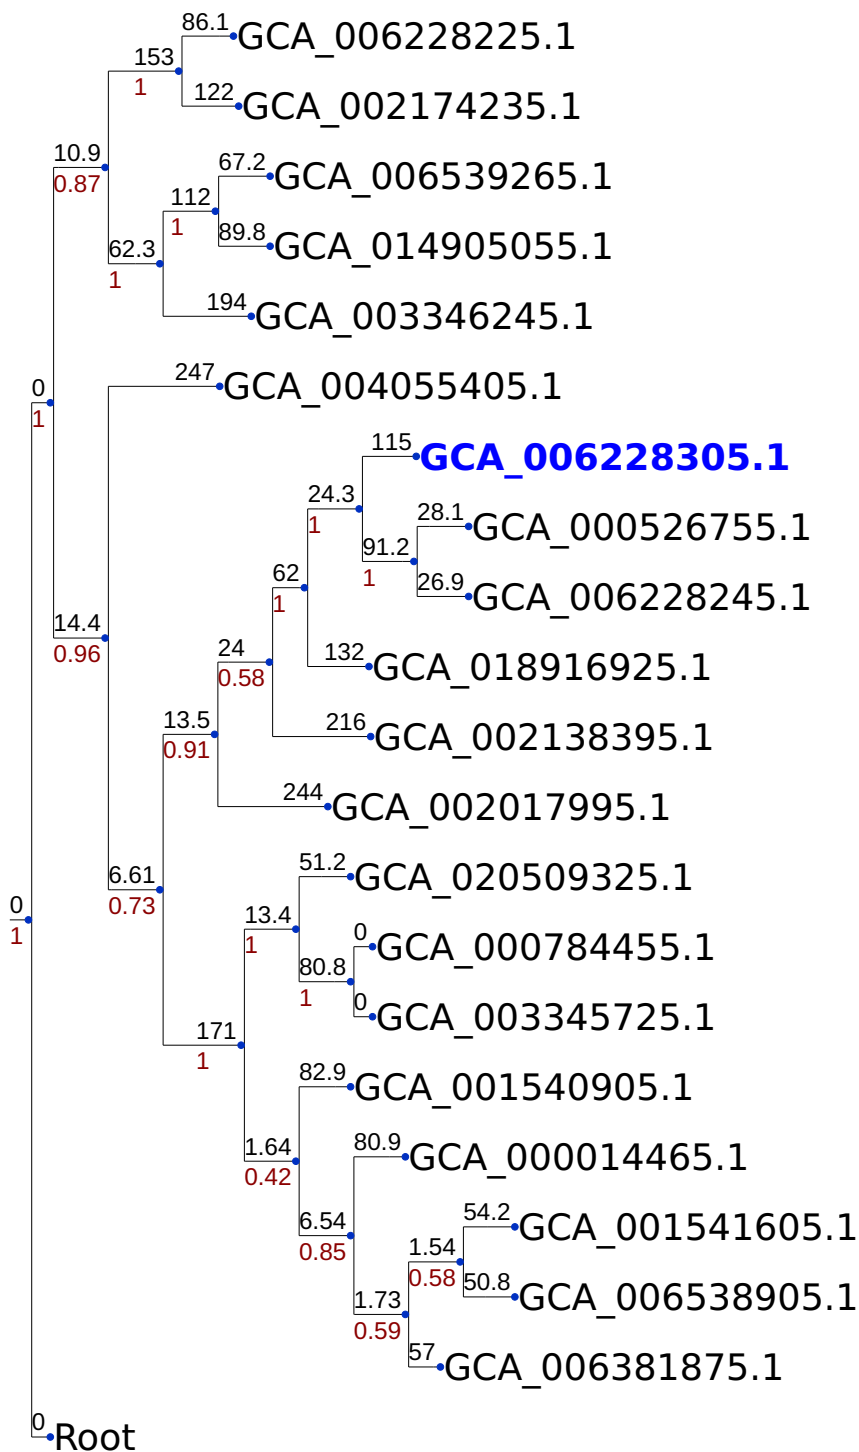 86.1
GCA_006228225.1
153
1
122
GCA_002174235.1
10.9
0.87
67.2
GCA_006539265.1
112
1
89.8
GCA_014905055.1
62.3
1
194
GCA_003346245.1
0
1
247
GCA_004055405.1
115
GCA_006228305.1
24.3
1
28.1
GCA_000526755.1
91.2
1
26.9
GCA_006228245.1
62
1
132
GCA_018916925.1
14.4
0.96
24
0.58
216
GCA_002138395.1
13.5
0.91
244
GCA_002017995.1
6.61
0.73
51.2
GCA_020509325.1
13.4
1
0
GCA_000784455.1
80.8
1
0
GCA_003345725.1
0
1
171
1
82.9
GCA_001540905.1
1.64
0.42
80.9
GCA_000014465.1
6.54
0.85
54.2
GCA_001541605.1
1.54
0.58
50.8
GCA_006538905.1
1.73
0.59
57
GCA_006381875.1
0
Root